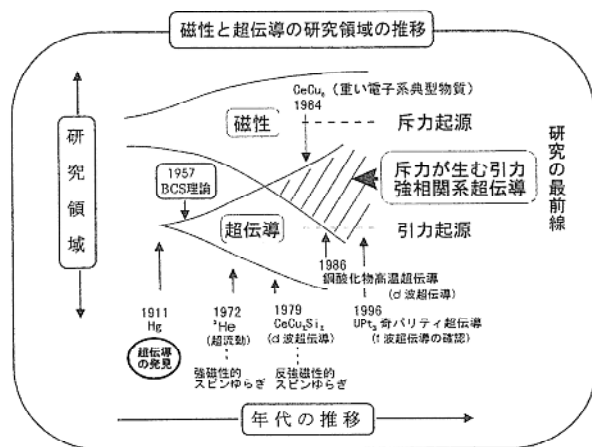 磁性と超伝導の研究領域の推移
研究領域
CeCu₆ (重い電子系典型物質)
1984
磁性
斥力起源
1957
BCS理論
斥力が生む引力
強相関系超伝導
研究の最前線
超伝導
引力起源
1986
銅酸化物高温超伝導
(d 波超伝導)
1911
Hg
超伝導
の発見
1972
³He
(超流動)
強磁性的
スピンゆらぎ
1979
CeCu₂Si₂
(d波超伝導)
反強磁性的
スピンゆらぎ
1996
UPt₃ 奇パリティ超伝導
(f 波超伝導の確認)
年代の推移